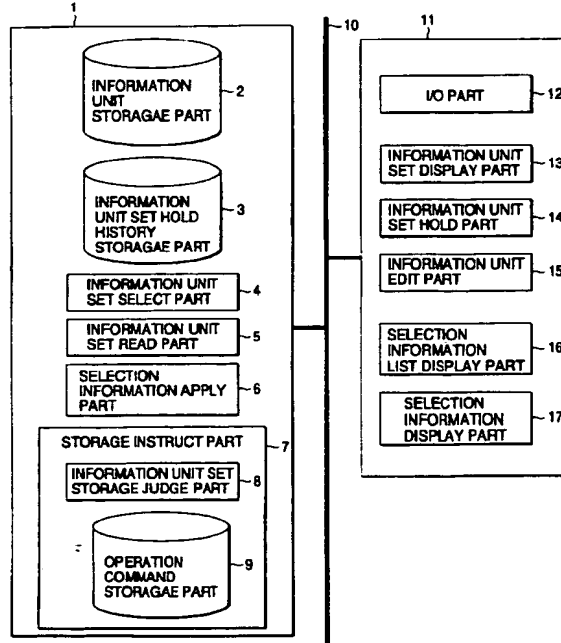 1
10
11
INFORMATION
UNIT
STORAGAE PART
2
INFORMATION
UNIT SET HOLD
HISTORY
STORAGAE PART
3
INFORMATION UNIT
SET SELECT PART
4
INFORMATION UNIT
SET READ PART
5
SELECTION
INFORMATION APPLY
PART
6
STORAGE INSTRUCT PART
7
INFORMATION UNIT SET
STORAGE JUDGE PART
8
OPERATION
COMMAND
STORAGAE PART
9
I/O PART
12
INFORMATION UNIT
SET DISPLAY PART
13
INFORMATION UNIT
SET HOLD PART
14
INFORMATION UNIT
EDIT PART
15
SELECTION
INFORMATION
LIST DISPLAY PART
16
SELECTION
INFORMATION
DISPLAY PART
17